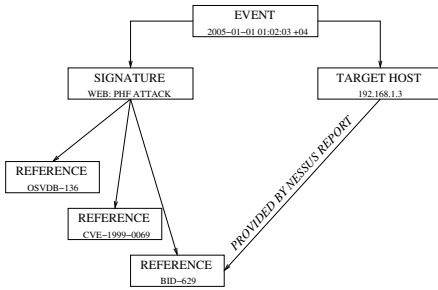 EVENT
2005−01−01 01:02:03 +04
SIGNATURE
WEB: PHF ATTACK
TARGET HOST
192.168.1.3
PROVIDED BY NESSUS REPORT
REFERENCE
OSVDB−136
REFERENCE
CVE−1999−0069
REFERENCE
BID−629